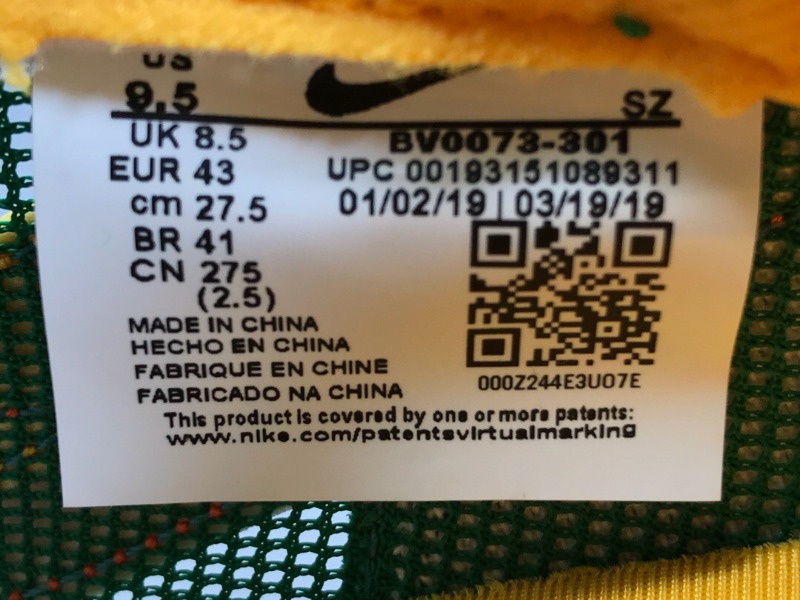 US
9.5 SZ
UK 8.5 BV0073-301
EUR 43 UPC 00193151089311
cm 27.5 01/02/19 | 03/19/19
BR 41
CN 275
(2.5)
MADE IN CHINA
HECHO EN CHINA
FABRIQUE EN CHINE
FABRICADO NA CHINA
000Z244E3U07E
This product is covered by one or more patents:
www.nike.com/patentsvirtualmarking